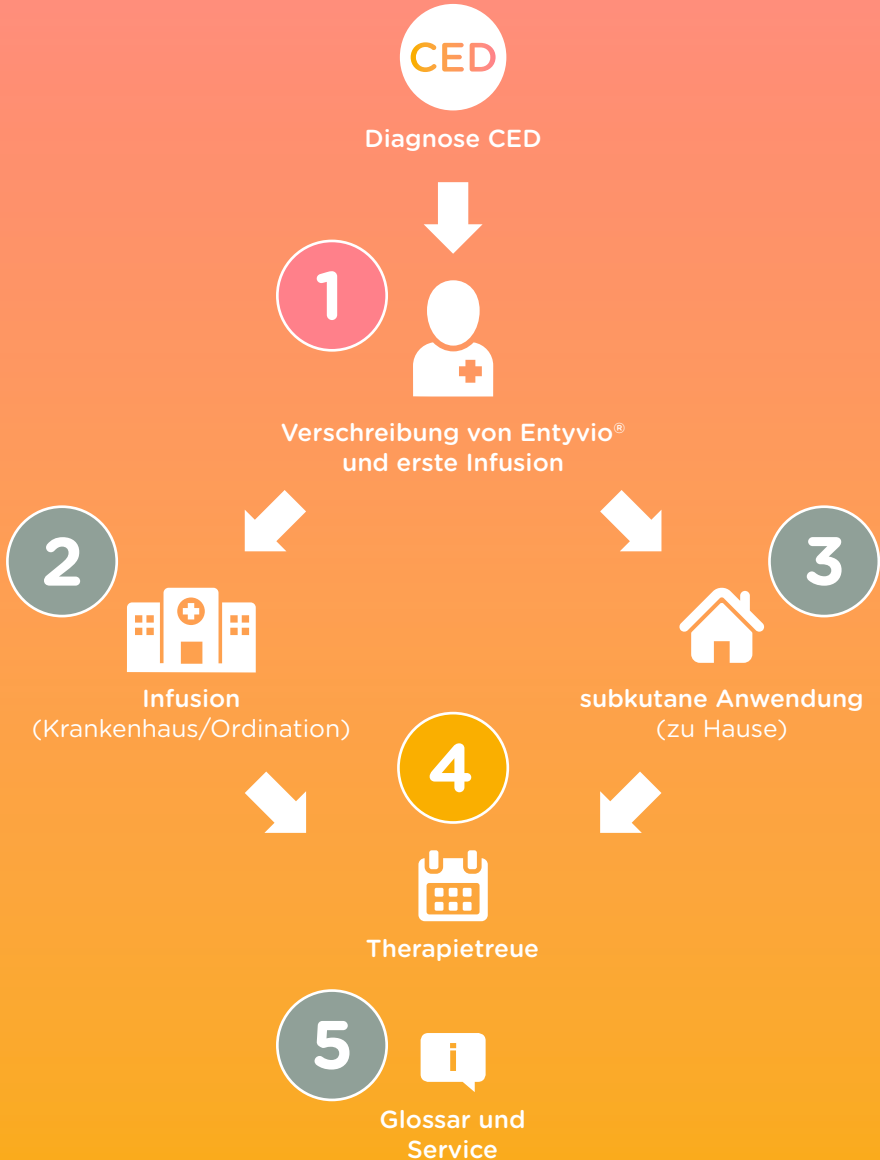 CED
Diagnose CED
1
Verschreibung von Entyvio®
und erste Infusion
2
Infusion
(Krankenhaus/Ordination)
3
subkutane Anwendung
(zu Hause)
4
Therapietreue
5
i
Glossar und
Service